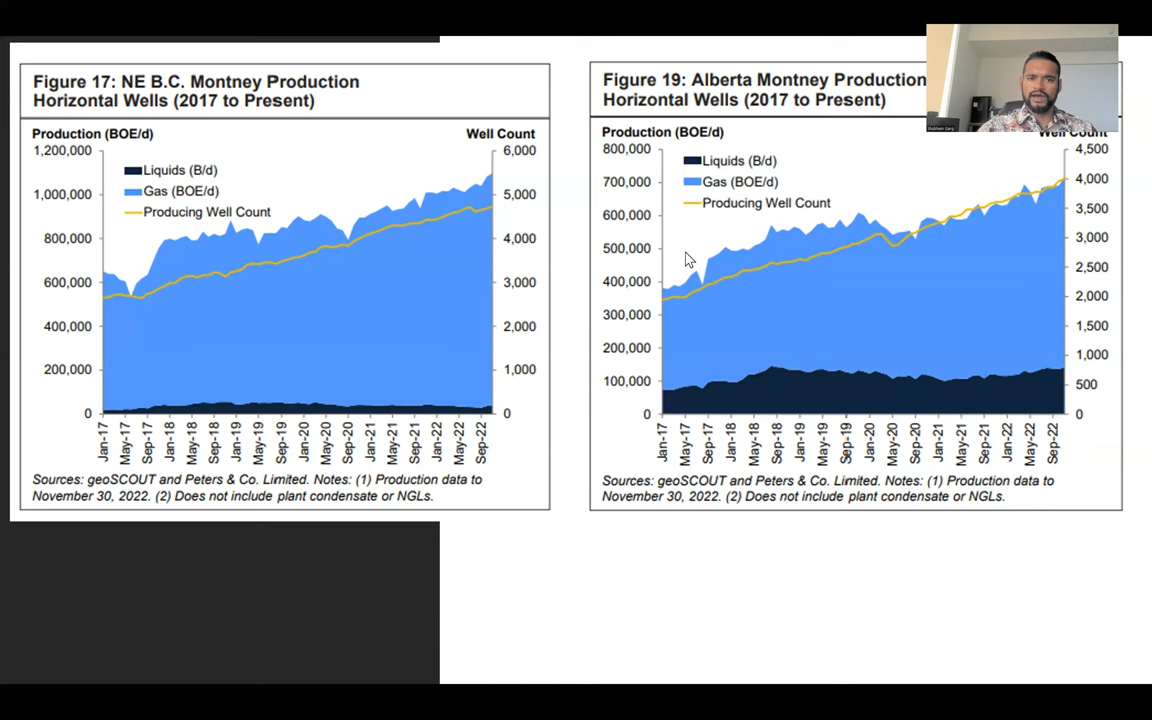 Figure 17: NE B.C. Montney Production
Horizontal Wells (2017 to Present)
Production (BOE/d)
Well Count
1,200,000
1,000,000
800,000
600,000
400,000
200,000
0
6,000
5,000
4,000
3,000
2,000
1,000
0
Liquids (B/d)
Gas (BOE/d)
Producing Well Count
Jan-17
May-17
Sep-17
Jan-18
May-18
Sep-18
Jan-19
May-19
Sep-19
Jan-20
May-20
Sep-20
Jan-21
May-21
Sep-21
Jan-22
May-22
Sep-22
Sources: geoSCOUT and Peters & Co. Limited. Notes: (1) Production data to
November 30, 2022. (2) Does not include plant condensate or NGLs.
Figure 19: Alberta Montney Production
Horizontal Wells (2017 to Present)
Production (BOE/d)
Well Count
800,000
700,000
600,000
500,000
400,000
300,000
200,000
100,000
0
4,500
4,000
3,500
3,000
2,500
2,000
1,500
1,000
500
0
Liquids (B/d)
Gas (BOE/d)
Producing Well Count
Jan-17
May-17
Sep-17
Jan-18
May-18
Sep-18
Jan-19
May-19
Sep-19
Jan-20
May-20
Sep-20
Jan-21
May-21
Sep-21
Jan-22
May-22
Sep-22
Sources: geoSCOUT and Peters & Co. Limited. Notes: (1) Production data to
November 30, 2022. (2) Does not include plant condensate or NGLs.